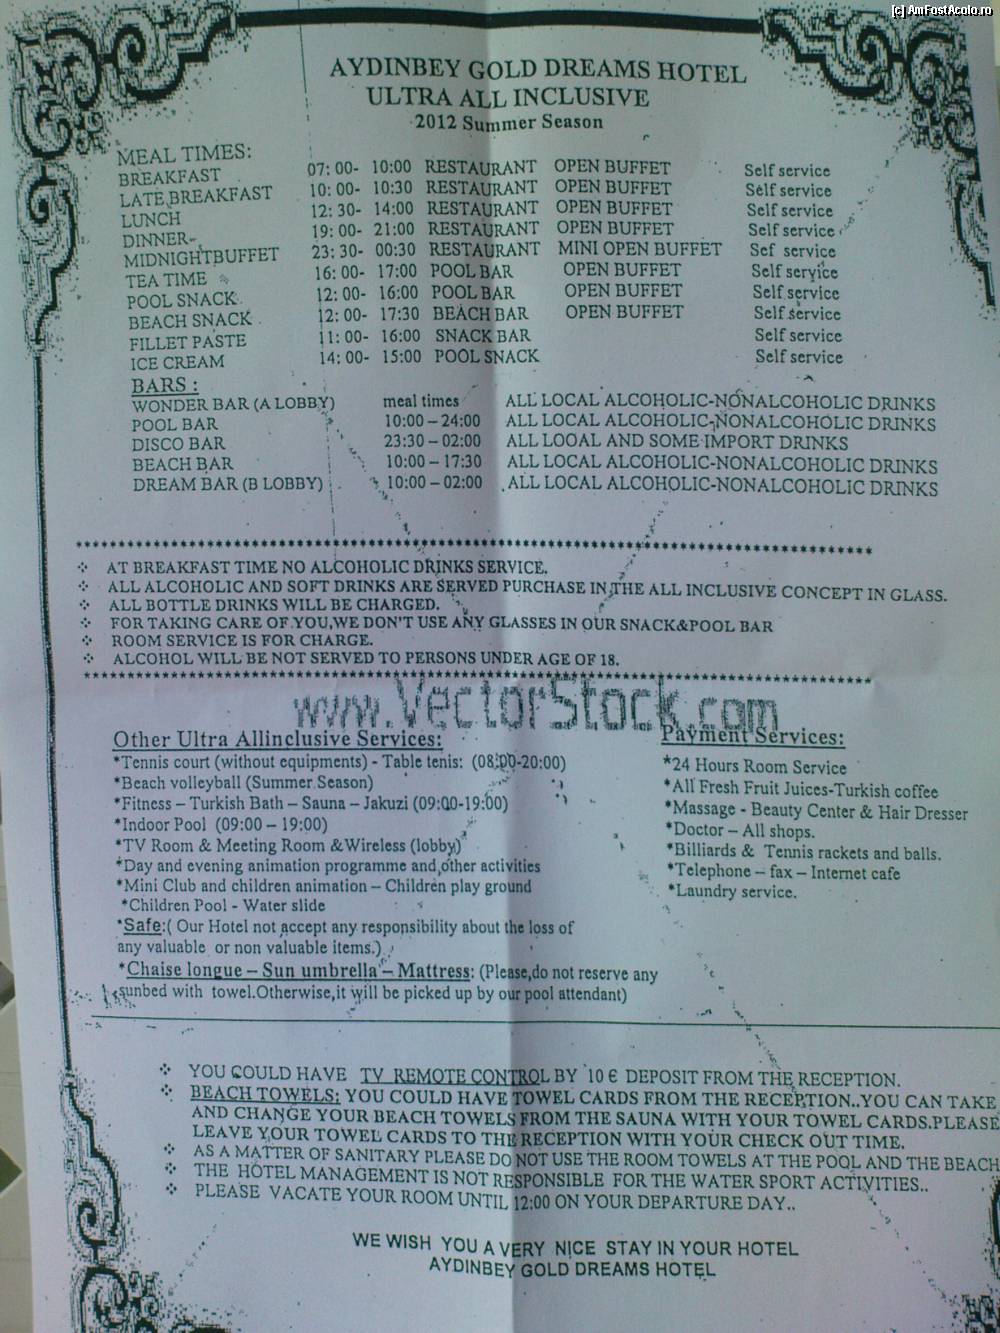 (c) AmFostAcolo.ro
AYDINBEY GOLD DREAMS HOTEL
ULTRA ALL INCLUSIVE
2012 Summer Season
MEAL TIMES:
BREAKFAST 07:00- 10:00 RESTAURANT OPEN BUFFET Self service
LATE BREAKFAST 10:00- 10:30 RESTAURANT OPEN BUFFET Self service
LUNCH 12:30- 14:00 RESTAURANT OPEN BUFFET Self service
DINNER- 19:00- 21:00 RESTAURANT OPEN BUFFET Self service
MIDNIGHTBUFFET 23:30- 00:30 RESTAURANT MINI OPEN BUFFET Sef service
TEA TIME 16:00- 17:00 POOL BAR OPEN BUFFET Self service
POOL SNACK 12:00- 16:00 POOL BAR OPEN BUFFET Self service
BEACH SNACK 12:00- 17:30 BEACH BAR OPEN BUFFET Self service
FILLET PASTE 11:00- 16:00 SNACK BAR Self service
ICE CREAM 14:00- 15:00 POOL SNACK Self service
BARS :
WONDER BAR (A LOBBY) meal times ALL LOCAL ALCOHOLIC-NONALCOHOLIC DRINKS
POOL BAR 10:00 – 24:00 ALL LOCAL ALCOHOLIC-NONALCOHOLIC DRINKS
DISCO BAR 23:30 – 02:00 ALL LOOAL AND SOME IMPORT DRINKS
BEACH BAR 10:00 – 17:30 ALL LOCAL ALCOHOLIC-NONALCOHOLIC DRINKS
DREAM BAR (B LOBBY) 10:00 – 02:00 ALL LOCAL ALCOHOLIC-NONALCOHOLIC DRINKS
AT BREAKFAST TIME NO ALCOHOLIC DRINKS SERVICE.
ALL ALCOHOLIC AND SOFT DRINKS ARE SERVED PURCHASE IN THE ALL INCLUSIVE CONCEPT IN GLASS.
ALL BOTTLE DRINKS WILL BE CHARGED.
FOR TAKING CARE OF YOU,WE DON'T USE ANY GLASSES IN OUR SNACK&POOL BAR
ROOM SERVICE IS FOR CHARGE.
ALCOHOL WILL BE NOT SERVED TO PERSONS UNDER AGE OF 18.
www.VectorStock.com
Other Ultra Allinclusive Services:
*Tennis court (without equipments) - Table tenis: (08:00-20:00)
*Beach volleyball (Summer Season)
*Fitness – Turkish Bath – Sauna – Jakuzi (09:00-19:00)
*Indoor Pool (09:00 – 19:00)
*TV Room & Meeting Room &Wireless (lobby)
*Day and evening animation programme and other activities
*Mini Club and children animation – Children play ground
*Children Pool - Water slide
*Safe:( Our Hotel not accept any responsibility about the loss of
any valuable or non valuable items.)
*Chaise longue – Sun umbrella – Mattress: (Please,do not reserve any
sunbed with towel.Otherwise,it will be picked up by our pool attendant)
Payment Services:
*24 Hours Room Service
*All Fresh Fruit Juices-Turkish coffee
*Massage - Beauty Center & Hair Dresser
*Doctor – All shops.
*Billiards & Tennis rackets and balls.
*Telephone – fax – Internet cafe
*Laundry service.
YOU COULD HAVE TV REMOTE CONTROL BY 10 € DEPOSIT FROM THE RECEPTION.
BEACH TOWELS: YOU COULD HAVE TOWEL CARDS FROM THE RECEPTION..YOU CAN TAKE
AND CHANGE YOUR BEACH TOWELS FROM THE SAUNA WITH YOUR TOWEL CARDS.PLEASE
LEAVE YOUR TOWEL CARDS TO THE RECEPTION WITH YOUR CHECK OUT TIME.
AS A MATTER OF SANITARY PLEASE DO NOT USE THE ROOM TOWELS AT THE POOL AND THE BEACH
THE HOTEL MANAGEMENT IS NOT RESPONSIBLE FOR THE WATER SPORT ACTIVITIES..
PLEASE VACATE YOUR ROOM UNTIL 12:00 ON YOUR DEPARTURE DAY..
WE WISH YOU A VERY NICE STAY IN YOUR HOTEL
AYDINBEY GOLD DREAMS HOTEL